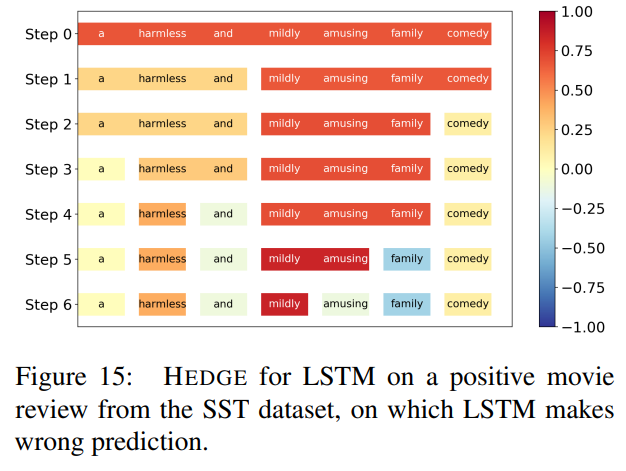 Step 0 a harmless and mildly amusing family comedy
Step 1 a harmless and mildly amusing family comedy
Step 2 a harmless and mildly amusing family comedy
Step 3 a harmless and mildly amusing family comedy
Step 4 a harmless and mildly amusing family comedy
Step 5 a harmless and mildly amusing family comedy
Step 6 a harmless and mildly amusing family comedy
1.00
0.75
0.50
0.25
0.00
−0.25
−0.50
−0.75
−1.00
Figure 15: HEDGE for LSTM on a positive movie
review from the SST dataset, on which LSTM makes
wrong prediction.